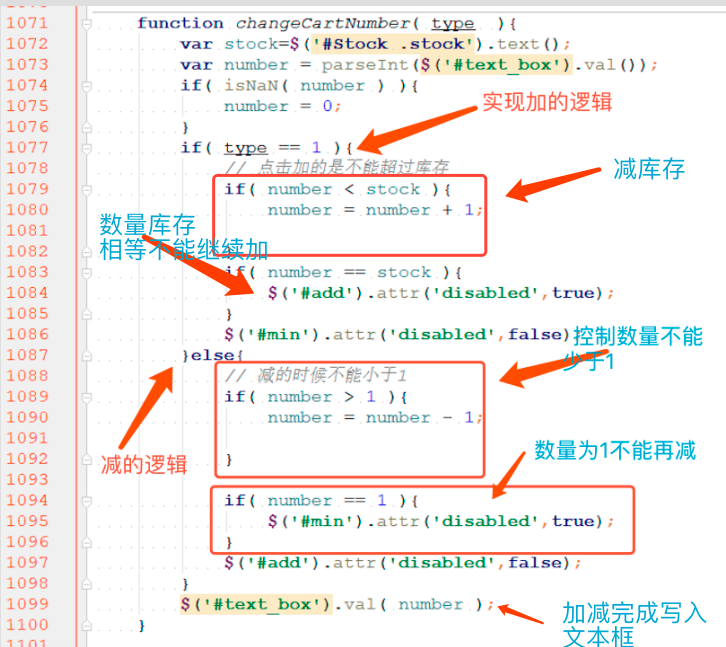 1071 function changeCartNumber( type ){
1072 var stock=$('#Stock .stock').text();
1073 var number = parseInt($('#text_box').val());
1074 if( isNaN( number ) ){
1075 number = 0;
实现加的逻辑
1076 }
1077 if( type == 1 ){
1078 // 点击加的是不能超过库存
减库存
1079 if( number < stock ){
1080 number = number + 1;
数量库存
相等不能继续加
1081
1082
1083 if( number == stock ){
1084 $('#add').attr('disabled',true);
1085 }
1086 $('#min').attr('disabled',false)
控制数量不能
少于1
1087 }else{
1088 // 减的时候不能小于1
1089 if( number > 1 ){
1090 number = number - 1;
1091
1092 }
减的逻辑
数量为1不能再减
1093
1094 if( number == 1 ){
1095 $('#min').attr('disabled',true);
1096 }
1097 $('#add').attr('disabled',false);
1098 }
1099 $('#text_box').val( number );
加减完成写入
文本框
1100 }
1101